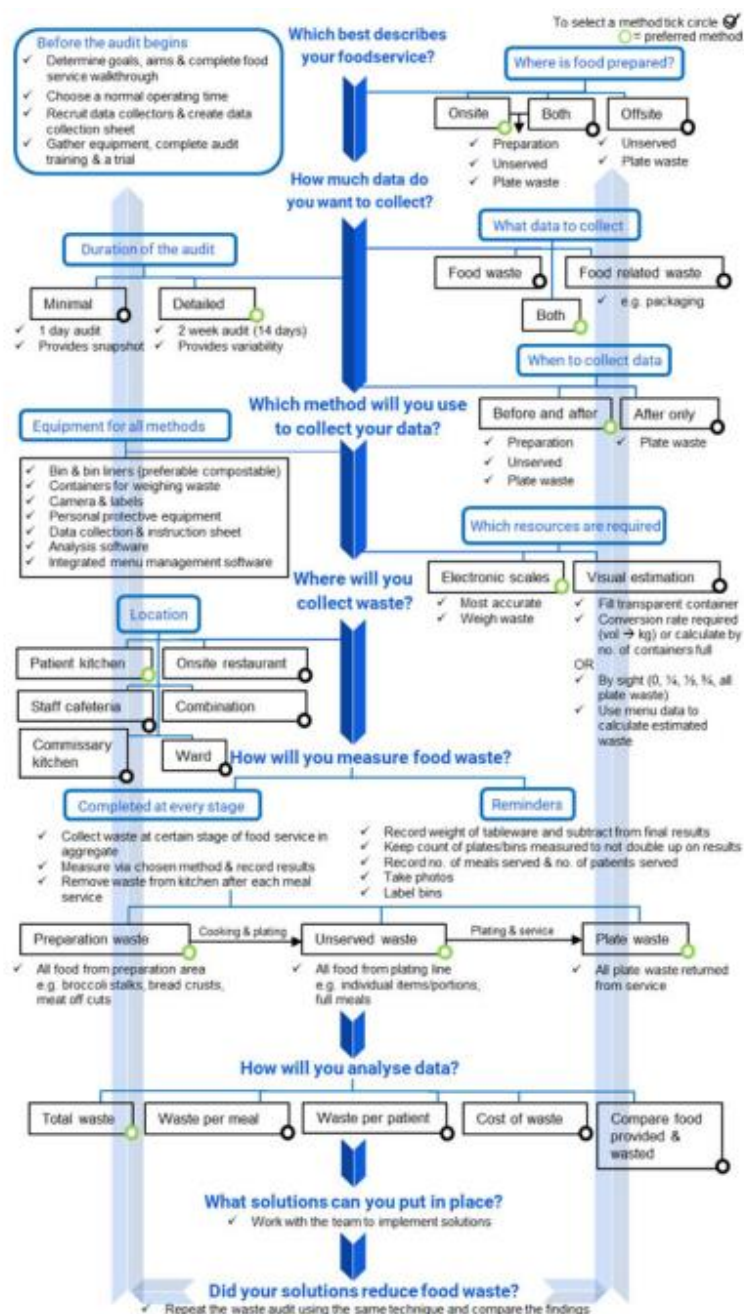 To select a method tick circle
= preferred method
Before the audit begins
✓ Determine goals, aims & complete food
service walkthrough
✓ Choose a normal operating time
✓ Recruit data collectors & create data
collection sheet
✓ Gather equipment, complete audit
training & a trial
Which best describes
your foodservice?
Where is food prepared?
Onsite
Both
Offsite
✓ Preparation
✓ Unserved
✓ Plate waste
✓ Unserved
✓ Plate waste
How much data do
you want to collect?
Duration of the audit
Minimal
Detailed
✓ 1 day audit
✓ Provides snapshot
✓ 2 week audit (14 days)
✓ Provides variability
What data to collect
Food waste
Food related waste
Both
✓ e.g. packaging
When to collect data
Before and after
After only
✓ Preparation
✓ Unserved
✓ Plate waste
✓ Plate waste
Which method will you use
to collect your data?
Equipment for all methods
✓ Bin & bin liners (preferable compostable)
✓ Containers for weighing waste
✓ Camera & labels
✓ Personal protective equipment
✓ Data collection & instruction sheet
✓ Analysis software
✓ Integrated menu management software
Which resources are required
Electronic scales
Visual estimation
✓ Most accurate
✓ Weigh waste
✓ Fill transparent container
✓ Conversion rate required
(vol → kg) or calculate by
no. of containers full
OR
✓ By sight (0, ¼, ½, ¾, all
plate waste)
✓ Use menu data to
calculate estimated
waste
Where will you
collect waste?
Location
Patient kitchen
Onsite restaurant
Staff cafeteria
Combination
Commissary
kitchen
Ward
How will you measure food waste?
Completed at every stage
✓ Collect waste at certain stage of food service in
aggregate
✓ Measure via chosen method & record results
✓ Remove waste from kitchen after each meal
service
Reminders
✓ Record weight of tableware and subtract from final results
✓ Keep count of plates/bins measured to not double up on results
✓ Record no. of meals served & no. of patients served
✓ Take photos
✓ Label bins
Preparation waste
Cooking & plating
Unserved waste
Plating & service
Plate waste
✓ All food from preparation area
e.g. broccoli stalks, bread crusts,
meat off cuts
✓ All food from plating line
e.g. individual items/portions,
full meals
✓ All plate waste returned
from service
How will you analyse data?
Total waste
Waste per meal
Waste per patient
Cost of waste
Compare food
provided &
wasted
What solutions can you put in place?
✓ Work with the team to implement solutions
Did your solutions reduce food waste?
✓ Repeat the waste audit using the same technique and compare the findings